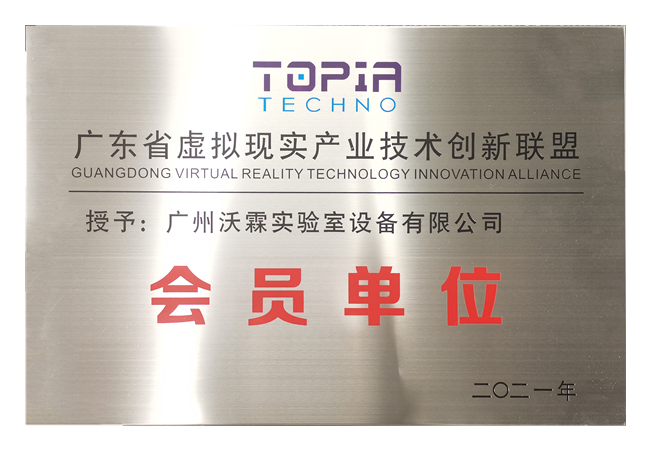 TOPIA
TECHNO
广东省虚拟现实产业技术创新联盟
GUANGDONG VIRTUAL REALITY TECHNOLOGY INNOVATION ALLIANCE
授予：广州沃霖实验室设备有限公司
会员单位
二〇二一年